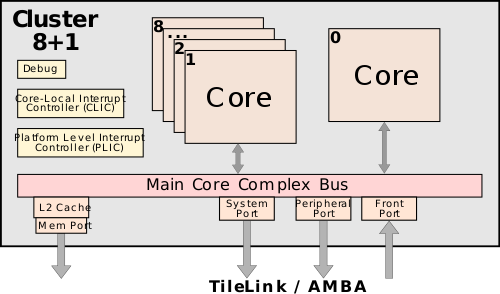 Cluster
8+1
8
...
2
1
Core
0
Core
Debug
Core-Local Interrupt
Controller (CLIC)
Platform Level Interrupt
Controller (PLIC)
Main Core Complex Bus
L2 Cache
Mem Port
System
Port
Peripheral
Port
Front
Port
TileLink / AMBA